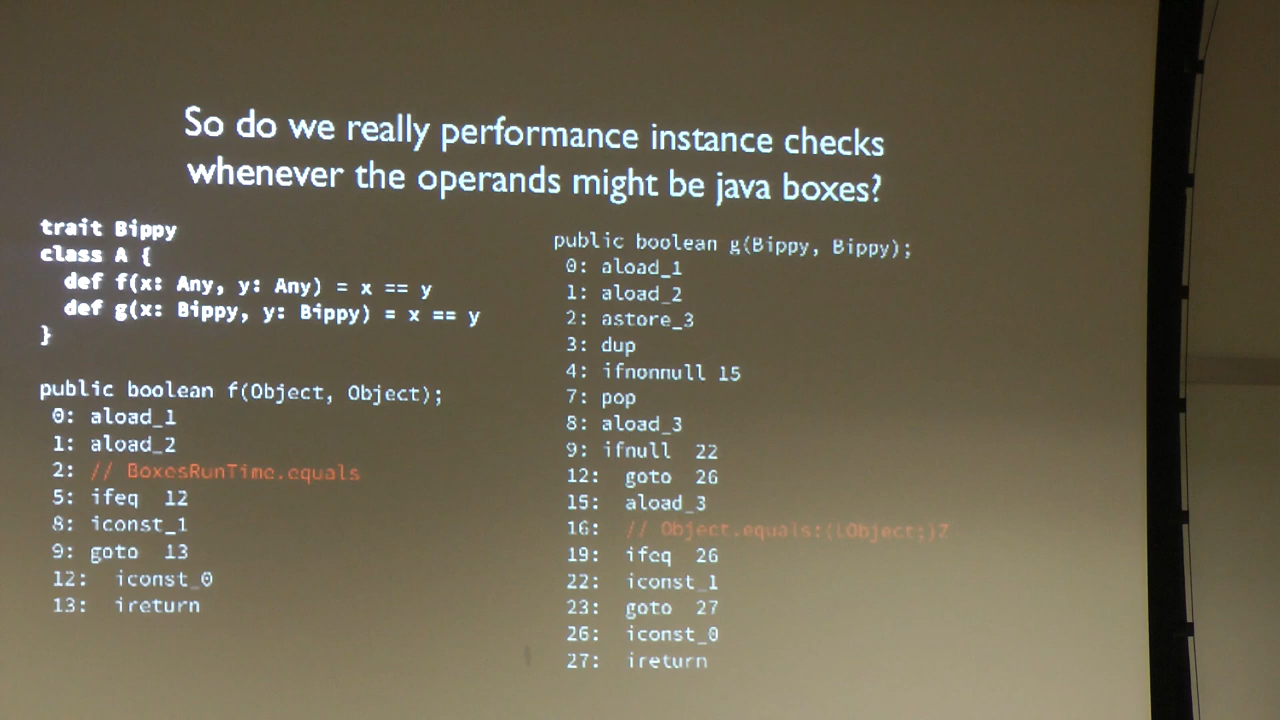 So do we really performance instance checks
whenever the operands might be java boxes?
trait Bippy
class A {
def f(x: Any, y: Any) = x == y
def g(x: Bippy, y: Bippy) = x == y
}
public boolean f(Object, Object);
0: aload_1
1: aload_2
2: // BoxesRunTime.equals
5: ifeq 12
8: iconst_1
9: goto 13
12: iconst_0
13: ireturn
public boolean g(Bippy, Bippy);
0: aload_1
1: aload_2
2: astore_3
3: dup
4: ifnonnull 15
7: pop
8: aload_3
9: ifnull 22
12: goto 26
15: aload_3
16: // Object.equals:(LObject;)Z
19: ifeq 26
22: iconst_1
23: goto 27
26: iconst_0
27: ireturn